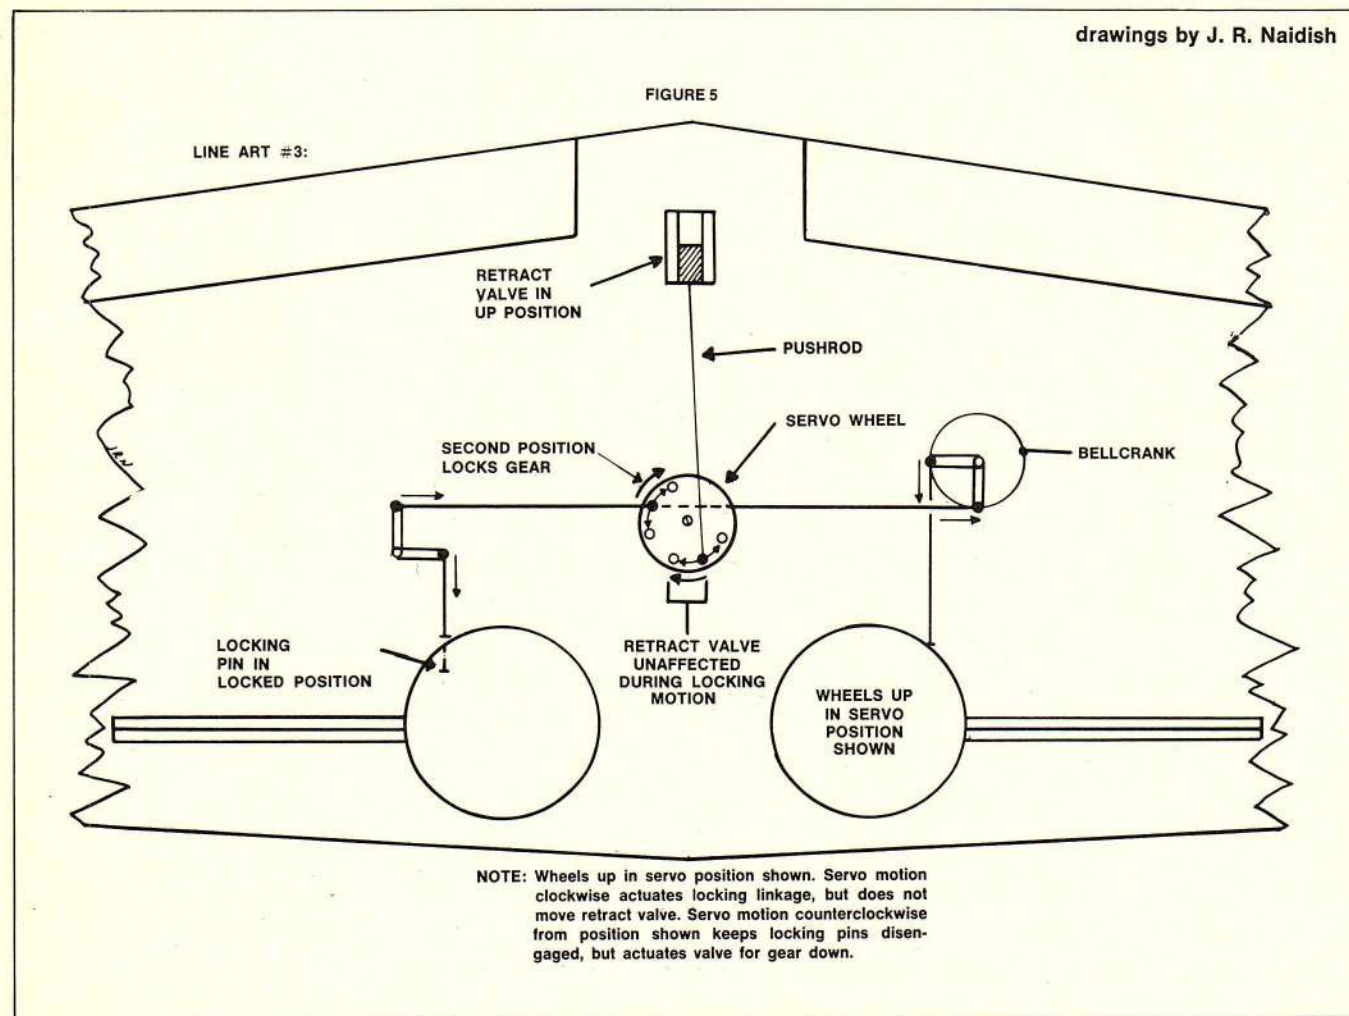 drawings by J. R. Naidish
FIGURE 5
LINE ART #3:
RETRACT
VALVE IN
UP POSITION
PUSHROD
SERVO WHEEL
SECOND POSITION
LOCKS GEAR
BELLCRANK
JRN
LOCKING
PIN IN
LOCKED POSITION
RETRACT VALVE
UNAFFECTED
DURING LOCKING
MOTION
WHEELS UP
IN SERVO
POSITION
SHOWN
NOTE: Wheels up in servo position shown. Servo motion
clockwise actuates locking linkage, but does not
move retract valve. Servo motion counterclockwise
from position shown keeps locking pins disen-
gaged, but actuates valve for gear down.